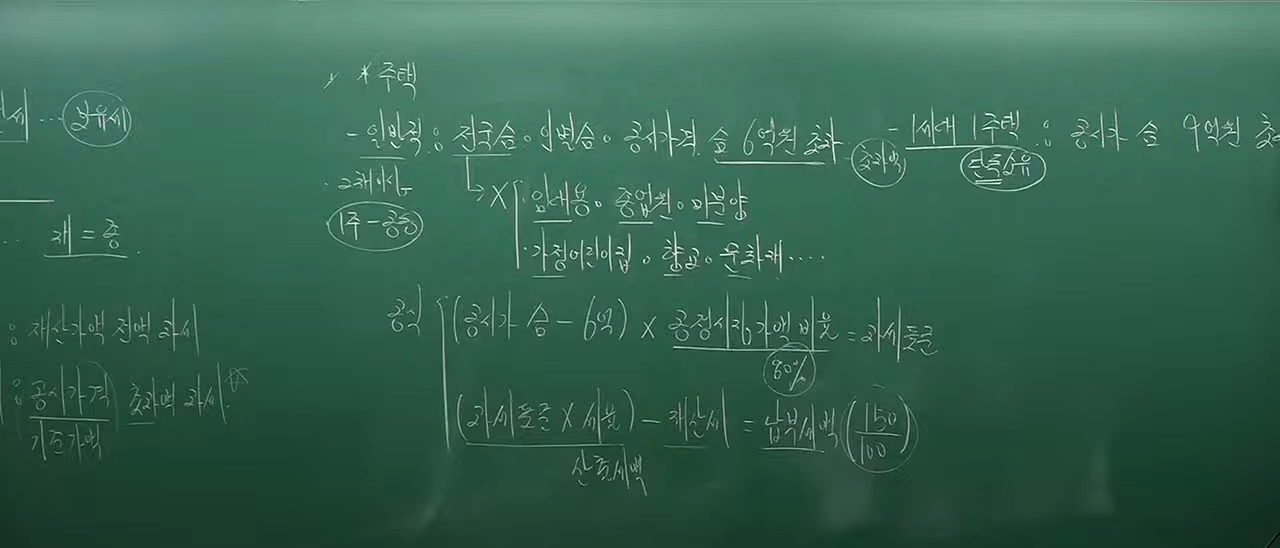 … 보유세
재 = 종
: 재산가액 전액 과세
: 공시가격 초과액 과세
기준가액
* 주택
- 일반적 : 전국合. 인별合. 공시가격 合 6억원 초과
초과액
· 2채 이상
1주 - 공동
→ X 임대용. 종업원. 미분양
· 가정어린이집. 향교. 문화재 ····
공식
(공시가 合 - 6억) × 공정시장가액비율 = 과세표준
80%
(과세표준 × 세율) - 재산세 = 납부세액 (150/100)
산출세액
- 1세대 1주택 : 공시가 合 9억원 초
단독소유